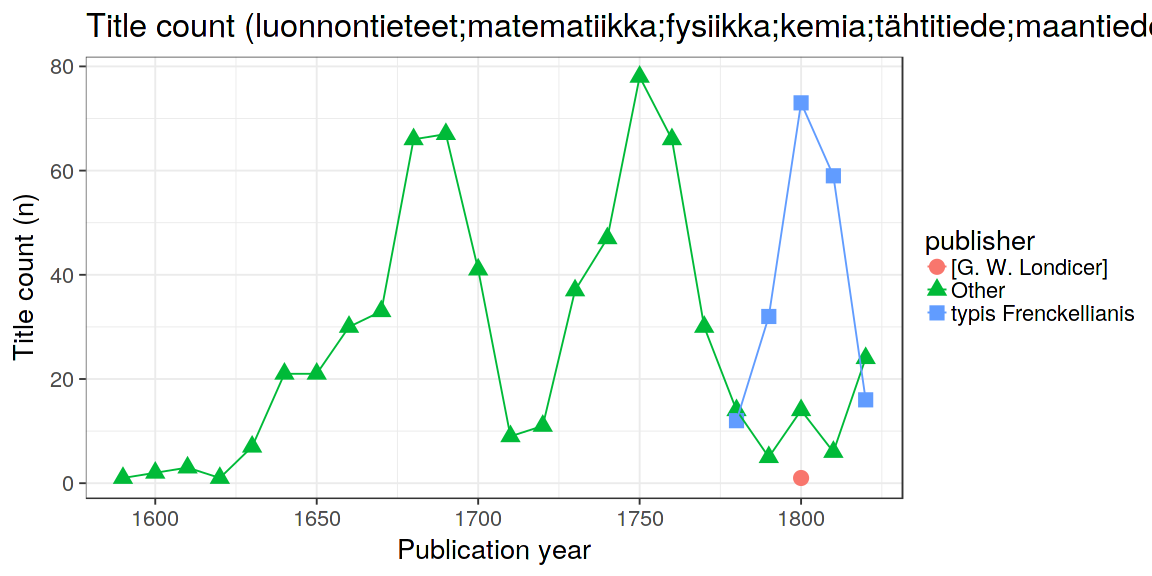 Title count (luonnontieteet;matematiikka;fysiikka;kemia;tähtitiede;maantiede
80
60
40
20
0
Title count (n)
1600 1650 1700 1750 1800
Publication year
publisher
[G. W. Londicer]
Other
typis Frenckellianis